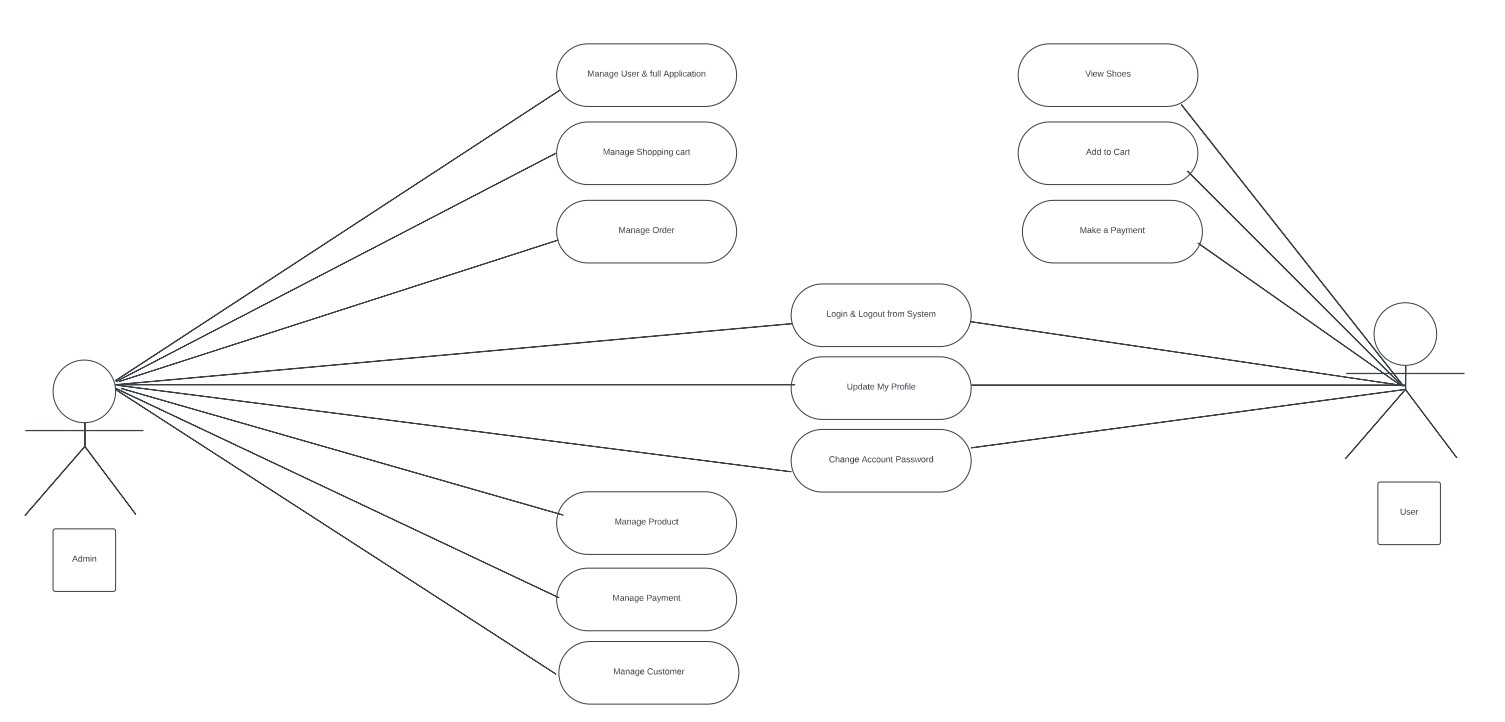 Manage User & full Application
View Shoes
Manage Shopping cart
Add to Cart
Manage Order
Make a Payment
Login & Logout from System
Update My Profile
Change Account Password
Manage Product
User
Admin
Manage Payment
Manage Customer